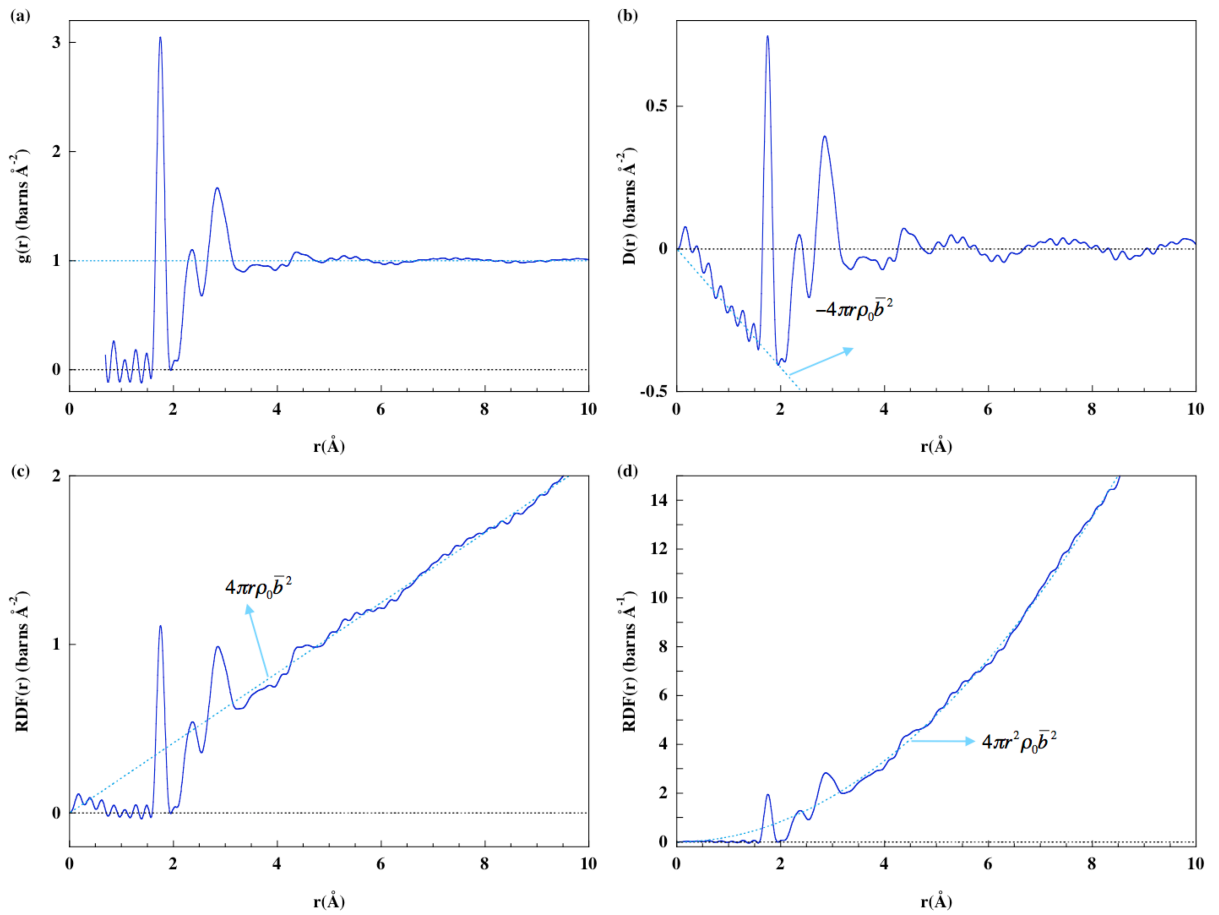 (a)
3
2
1
0
g(r) (barns Å⁻²)
0 2 4 6 8 10
r(Å)
(b)
0.5
0
-0.5
D(r) (barns Å⁻²)
−4πrρ₀b̄²
0 2 4 6 8 10
r(Å)
(c)
2
1
0
RDF(r) (barns Å⁻²)
4πrρ₀b̄²
0 2 4 6 8 10
r(Å)
(d)
14
12
10
8
6
4
2
0
RDF(r) (barns Å⁻¹)
4πr²ρ₀b̄²
0 2 4 6 8 10
r(Å)